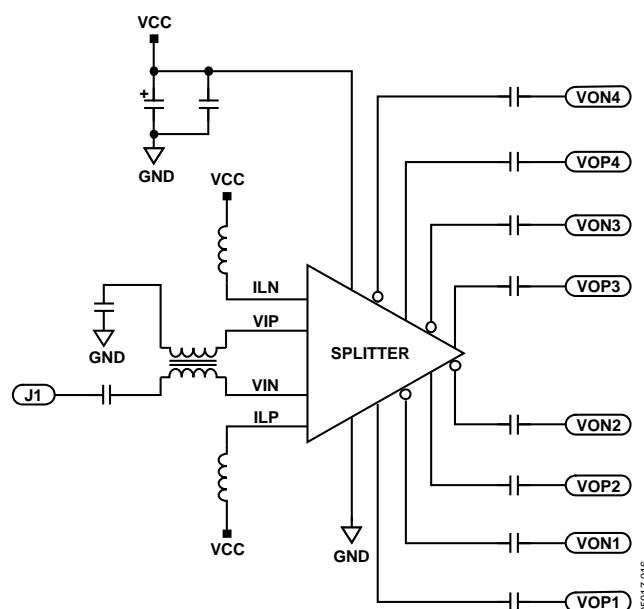 VCC
VON4
+
VOP4
GND
VCC
VON3
ILN
VOP3
VIP
GND
SPLITTER
J1
VIN
ILP
VON2
VOP2
VCC
GND
VON1
VOP1